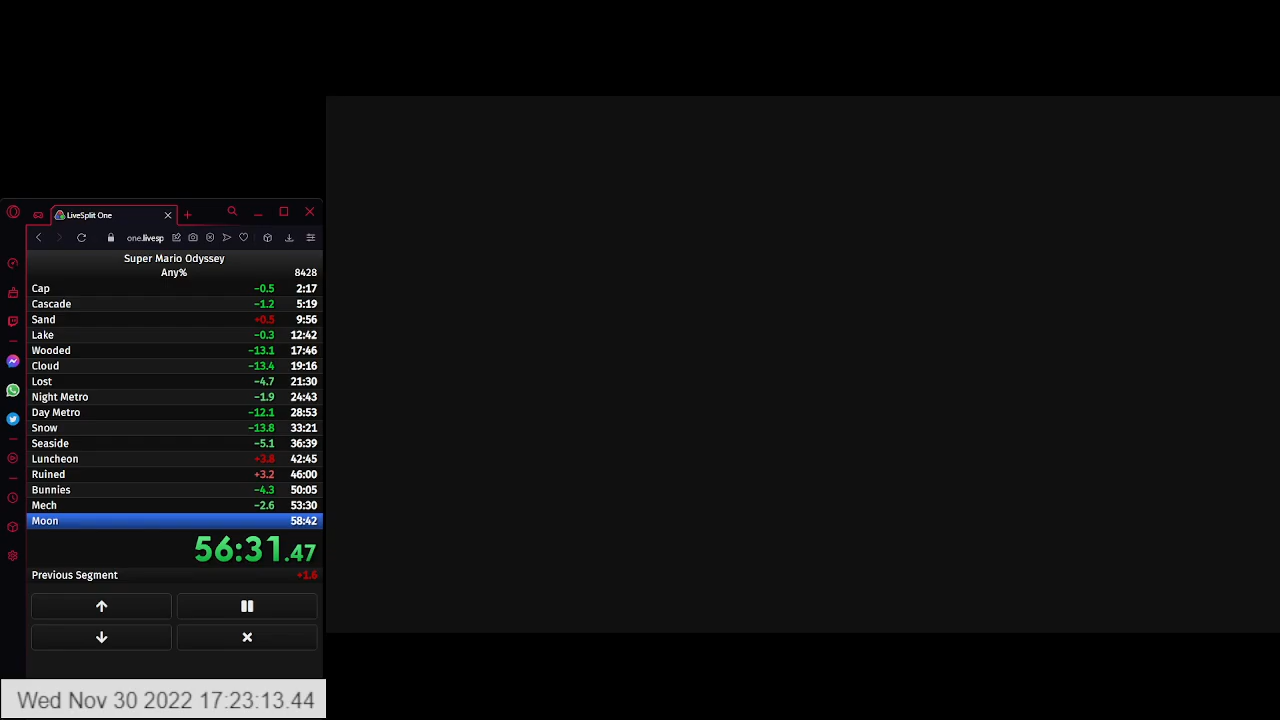 LiveSplit One
one.livesp
Super Mario Odyssey
Any% 8428
Cap −0.5 2:17
Cascade −1.2 5:19
Sand +0.5 9:56
Lake −0.3 12:42
Wooded −13.1 17:46
Cloud −13.4 19:16
Lost −4.7 21:30
Night Metro −1.9 24:43
Day Metro −12.1 28:53
Snow −13.8 33:21
Seaside −5.1 36:39
Luncheon +3.8 42:45
Ruined +3.2 46:00
Bunnies −4.3 50:05
Mech −2.6 53:30
Moon 58:42
56:31.47
Previous Segment +1.6
Wed Nov 30 2022 17:23:13.44